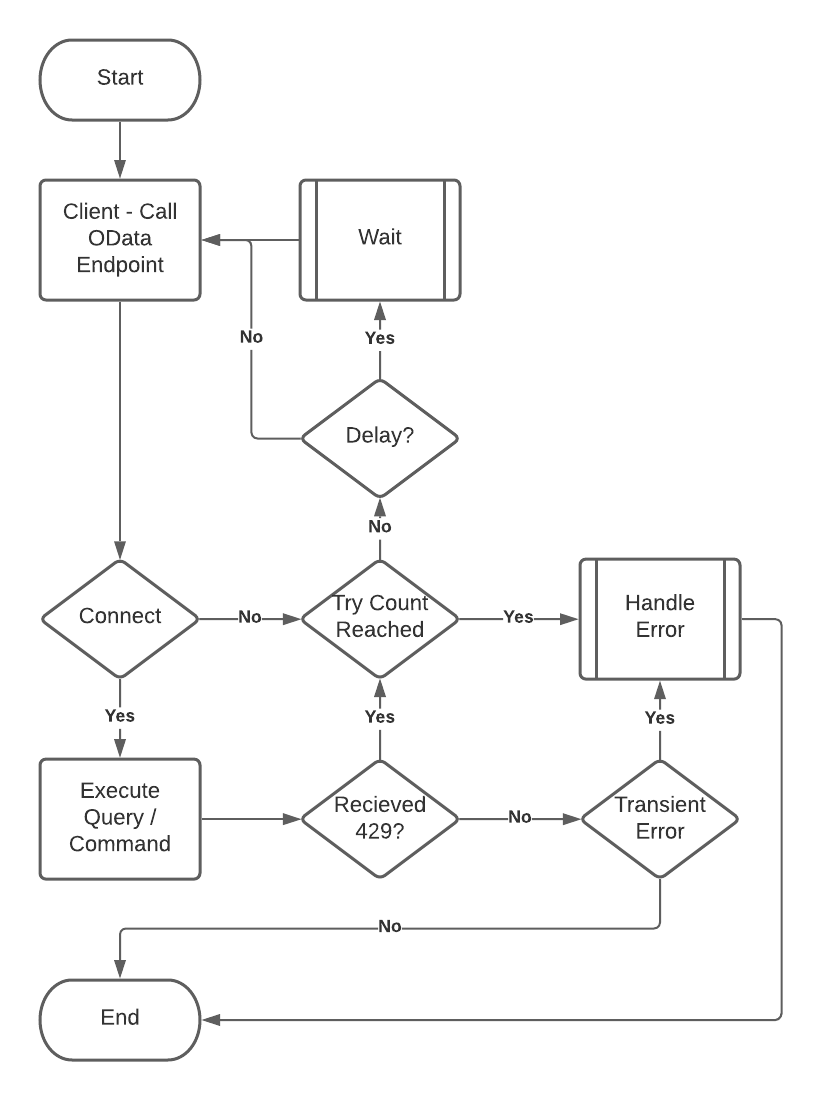 Start
Client - Call
OData
Endpoint
Wait
No
Yes
Delay?
No
Connect
No
Try Count
Reached
Yes
Handle
Error
Yes
Yes
Yes
Execute
Query /
Command
Recieved
429?
No
Transient
Error
No
End